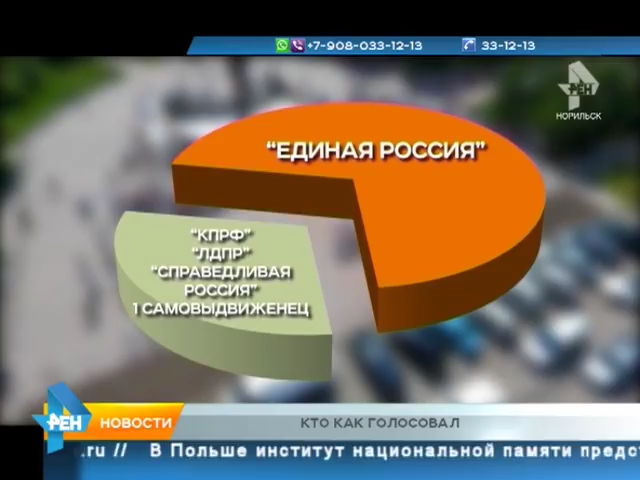 +7-908-033-12-13 33-12-13
РЕН
НОРИЛЬСК
“ЕДИНАЯ РОССИЯ”
“КПРФ”
“ЛДПР”
“СПРАВЕДЛИВАЯ
РОССИЯ”
1 САМОВЫДВИЖЕНЕЦ
РЕН НОВОСТИ КТО КАК ГОЛОСОВАЛ
.ru // В Польше институт национальной памяти предст